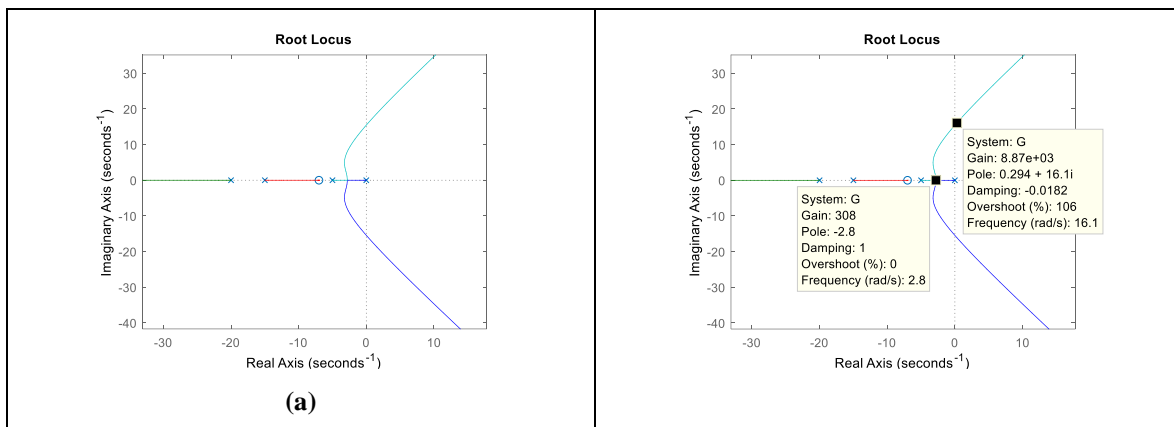 Root Locus
30
20
10
0
-10
-20
-30
-40
Imaginary Axis (seconds-1)
-30
-20
-10
0
10
Real Axis (seconds-1)
(a)
Root Locus
30
20
10
0
-10
-20
-30
-40
Imaginary Axis (seconds-1)
System: G
Gain: 8.87e+03
Pole: 0.294 + 16.1i
Damping: -0.0182
Overshoot (%): 106
Frequency (rad/s): 16.1
System: G
Gain: 308
Pole: -2.8
Damping: 1
Overshoot (%): 0
Frequency (rad/s): 2.8
-30
-20
-10
0
10
Real Axis (seconds-1)